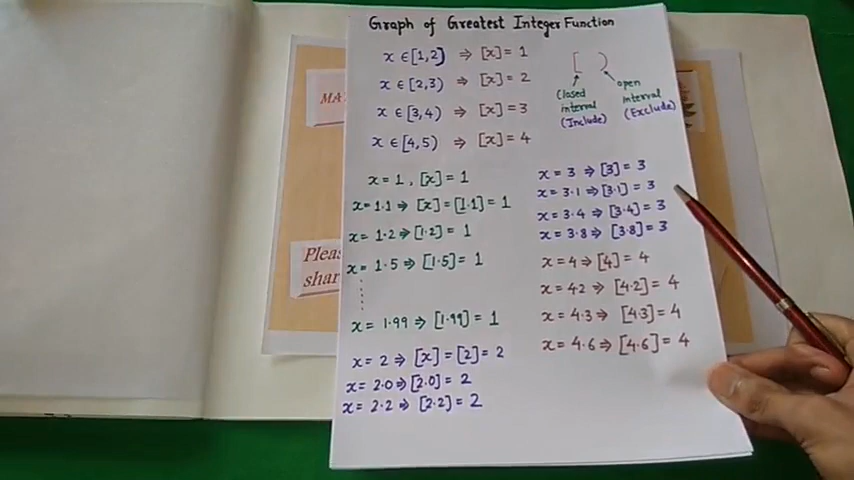 Graph of Greatest Integer Function
x ∈ [1,2) ⇒ [x] = 1
x ∈ [2,3) ⇒ [x] = 2
x ∈ [3,4) ⇒ [x] = 3
x ∈ [4,5) ⇒ [x] = 4
[ )
closed interval (Include)
open interval (Exclude)
x = 1 , [x] = 1
x = 1.1 ⇒ [x] = [1.1] = 1
x = 1.2 ⇒ [1.2] = 1
x = 1.5 ⇒ [1.5] = 1
x = 1.99 ⇒ [1.99] = 1
x = 2 ⇒ [x] = [2] = 2
x = 2.0 ⇒ [2.0] = 2
x = 2.2 ⇒ [2.2] = 2
x = 3 ⇒ [3] = 3
x = 3.1 ⇒ [3.1] = 3
x = 3.4 ⇒ [3.4] = 3
x = 3.8 ⇒ [3.8] = 3
x = 4 ⇒ [4] = 4
x = 4.2 ⇒ [4.2] = 4
x = 4.3 ⇒ [4.3] = 4
x = 4.6 ⇒ [4.6] = 4
MA
Please
share